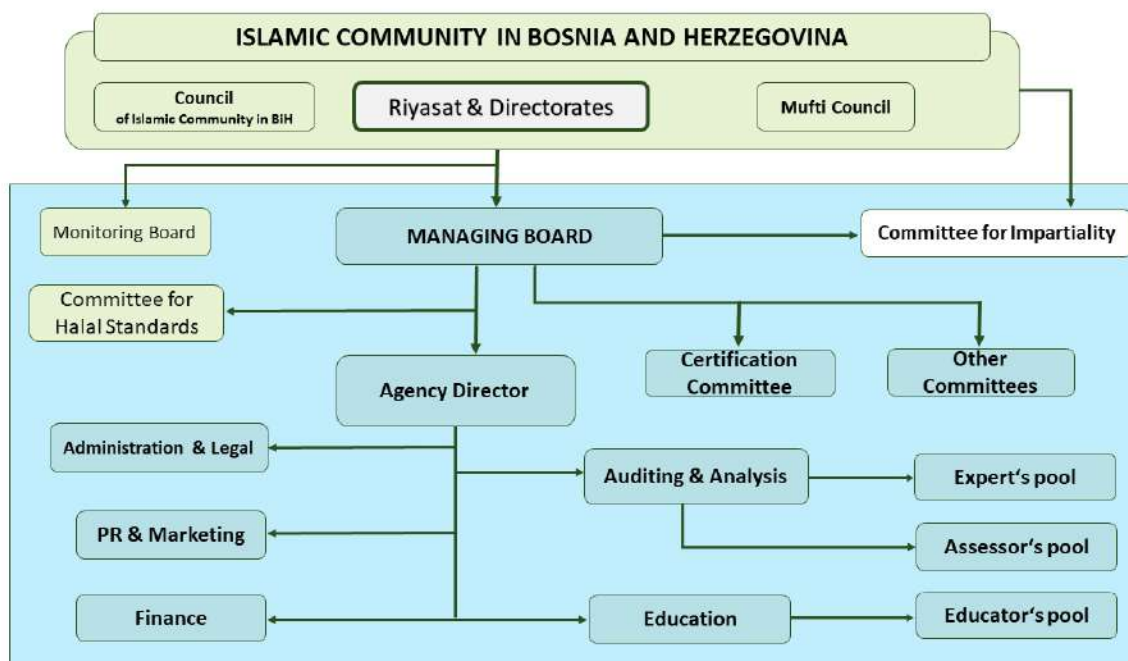 ISLAMIC COMMUNITY IN BOSNIA AND HERZEGOVINA
Council
of Islamic Community in BiH
Riyasat & Directorates
Mufti Council
Monitoring Board
MANAGING BOARD
Committee for Impartiality
Committee for
Halal Standards
Certification
Committee
Other
Committees
Agency Director
Administration & Legal
Auditing & Analysis
Expert‘s pool
PR & Marketing
Assessor‘s pool
Finance
Education
Educator‘s pool